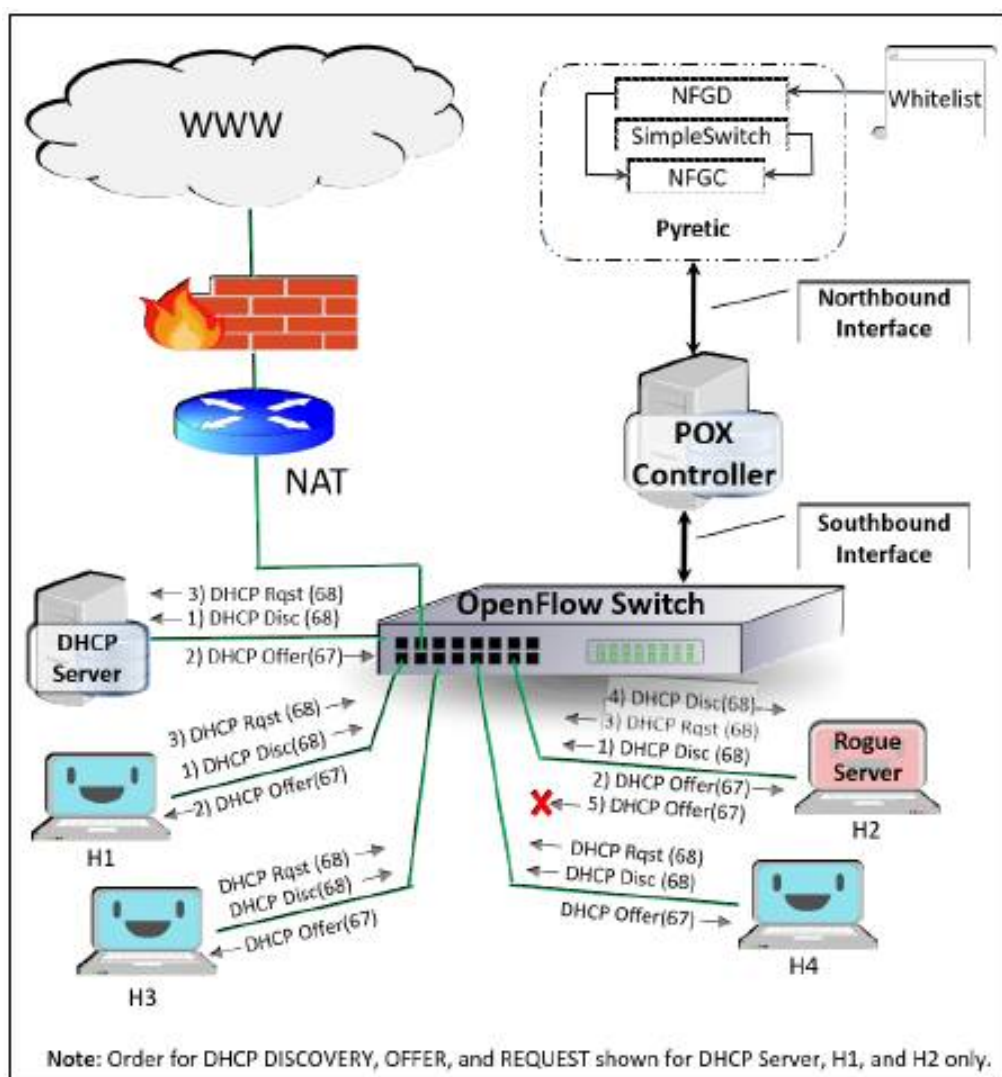 WWW
NFGD
SimpleSwitch
NFGC
Pyretic
Whitelist
Northbound
Interface
POX
Controller
Southbound
Interface
NAT
OpenFlow Switch
DHCP
Server
3) DHCP Rqst (68)
1) DHCP Disc (68)
2) DHCP Offer(67)
3) DHCP Rqst (68)
1) DHCP Disc(68)
2) DHCP Offer(67)
H1
DHCP Rqst (68)
DHCP Disc(68)
DHCP Offer(67)
H3
4) DHCP Disc(68)
3) DHCP Rqst (68)
1) DHCP Disc (68)
2) DHCP Offer(67)
5) DHCP Offer(67)
Rogue
Server
H2
DHCP Rqst (68)
DHCP Disc (68)
DHCP Offer(67)
H4
Note: Order for DHCP DISCOVERY, OFFER, and REQUEST shown for DHCP Server, H1, and H2 only.